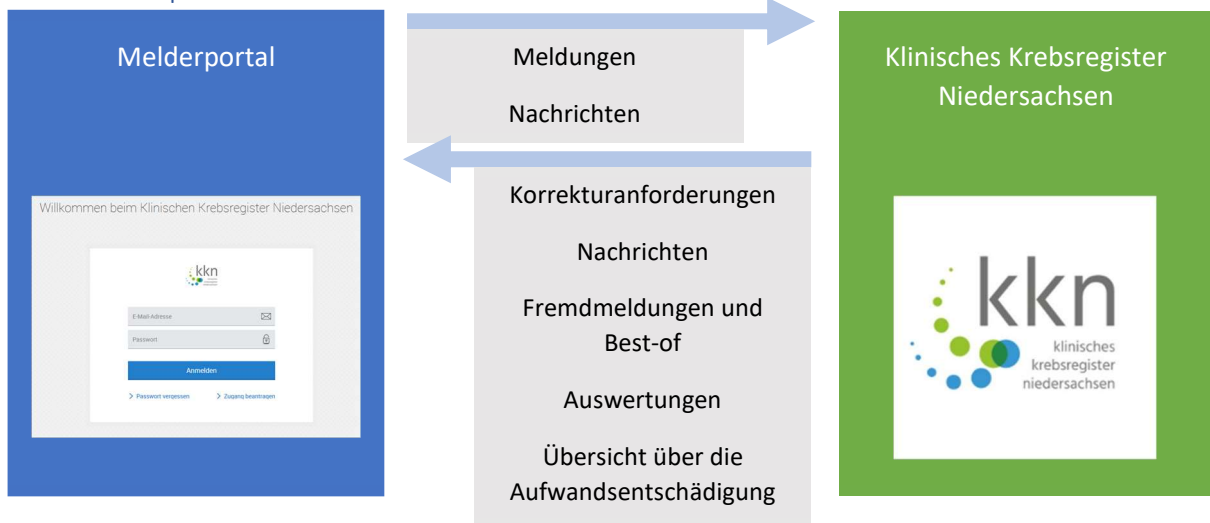 Melderportal
Willkommen beim Klinischen Krebsregister Niedersachsen
kkn
E-Mail-Adresse
Passwort
Anmelden
Passwort vergessen
Zugang beantragen
Meldungen
Nachrichten
Korrekturanforderungen
Nachrichten
Fremdmeldungen und
Best-of
Auswertungen
Übersicht über die
Aufwandsentschädigung
Klinisches Krebsregister
Niedersachsen
kkn
klinisches
krebsregister
niedersachsen